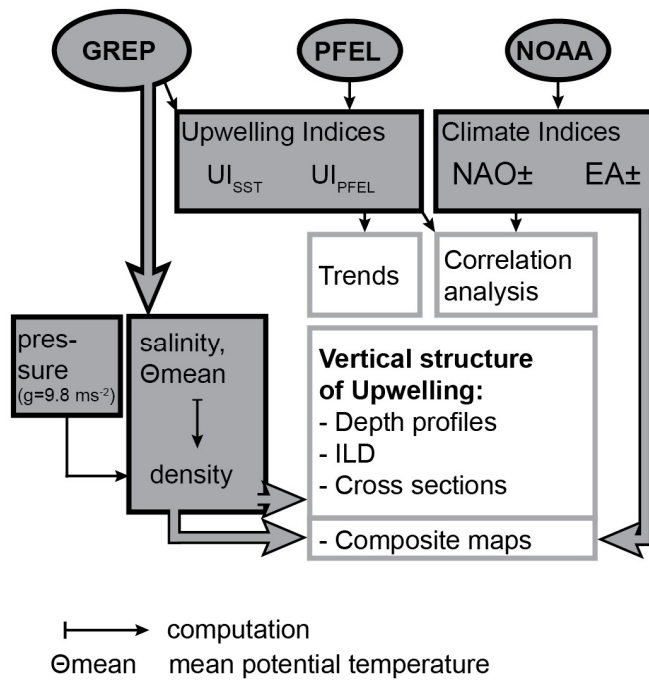 GREP
PFEL
NOAA
Upwelling Indices
UI_SST UI_PFEL
Climate Indices
NAO± EA±
Trends
Correlation
analysis
pres-
sure
(g=9.8 ms⁻²)
salinity,
Θmean
density
Vertical structure
of Upwelling:
- Depth profiles
- ILD
- Cross sections
- Composite maps
computation
Θmean mean potential temperature